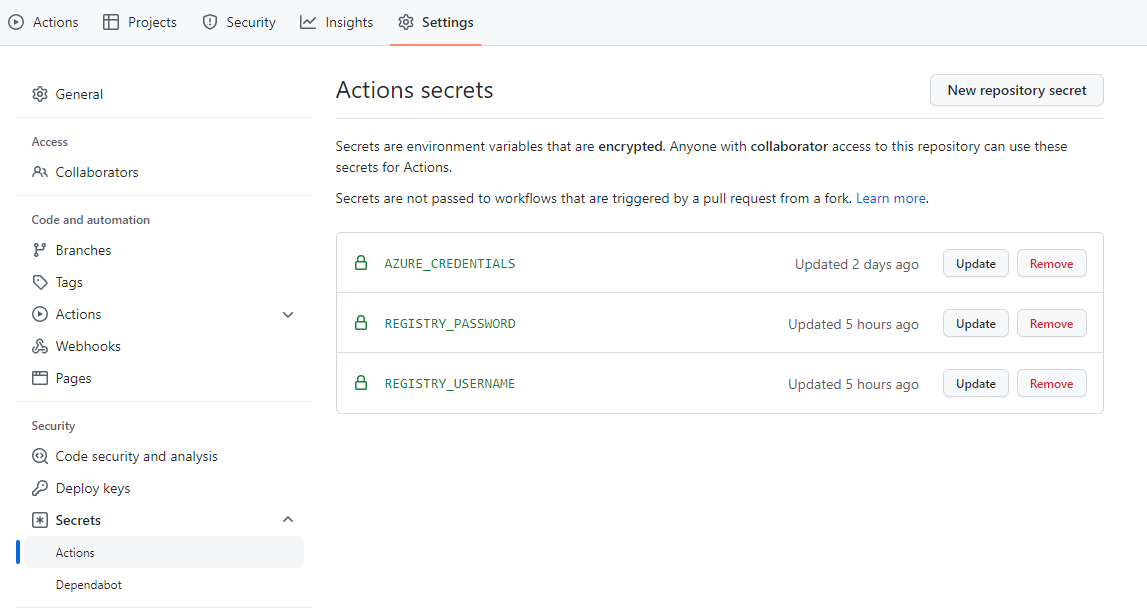 Actions Projects Security Insights Settings
General
Access
Collaborators
Code and automation
Branches
Tags
Actions
Webhooks
Pages
Security
Code security and analysis
Deploy keys
Secrets
Actions
Dependabot
Actions secrets
New repository secret
Secrets are environment variables that are encrypted. Anyone with collaborator access to this repository can use these
secrets for Actions.
Secrets are not passed to workflows that are triggered by a pull request from a fork. Learn more.
AZURE_CREDENTIALS Updated 2 days ago Update Remove
REGISTRY_PASSWORD Updated 5 hours ago Update Remove
REGISTRY_USERNAME Updated 5 hours ago Update Remove